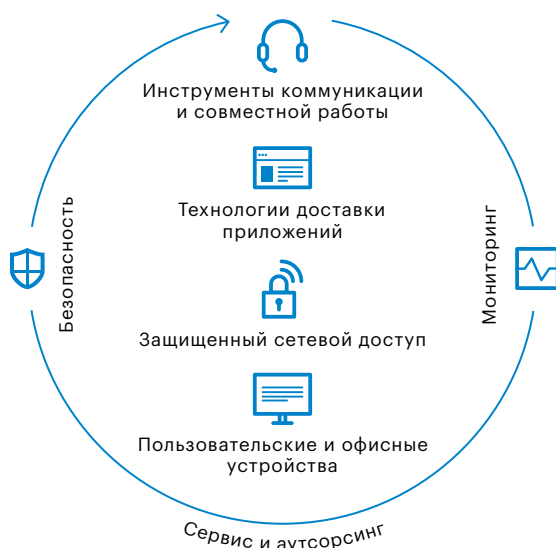 Инструменты коммуникации
и совместной работы
Технологии доставки
приложений
Безопасность
Мониторинг
Защищенный сетевой доступ
Пользовательские и офисные
устройства
Сервис и аутсорсинг